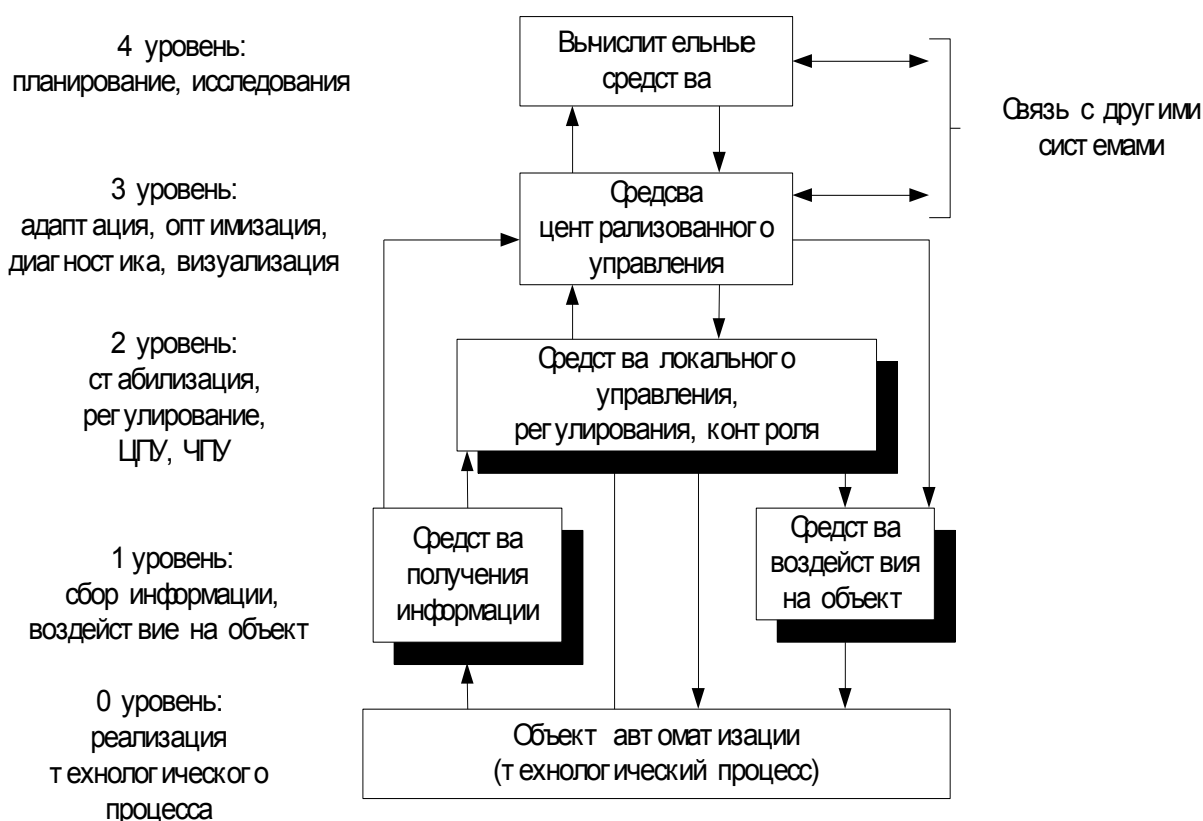 4 уровень:
планирование, исследования
Вычислительные
средства
Связь с другими
системами
3 уровень:
адаптация, оптимизация,
диагностика, визуализация
Средсва
централизованного
управления
2 уровень:
стабилизация,
регулирование,
ЦПУ, ЧПУ
Средства локального
управления,
регулирования, контроля
1 уровень:
сбор информации,
воздействие на объект
Средства
получения
информации
Средства
воздействия
на объект
0 уровень:
реализация
технологического
процесса
Объект автоматизации
(технологический процесс)